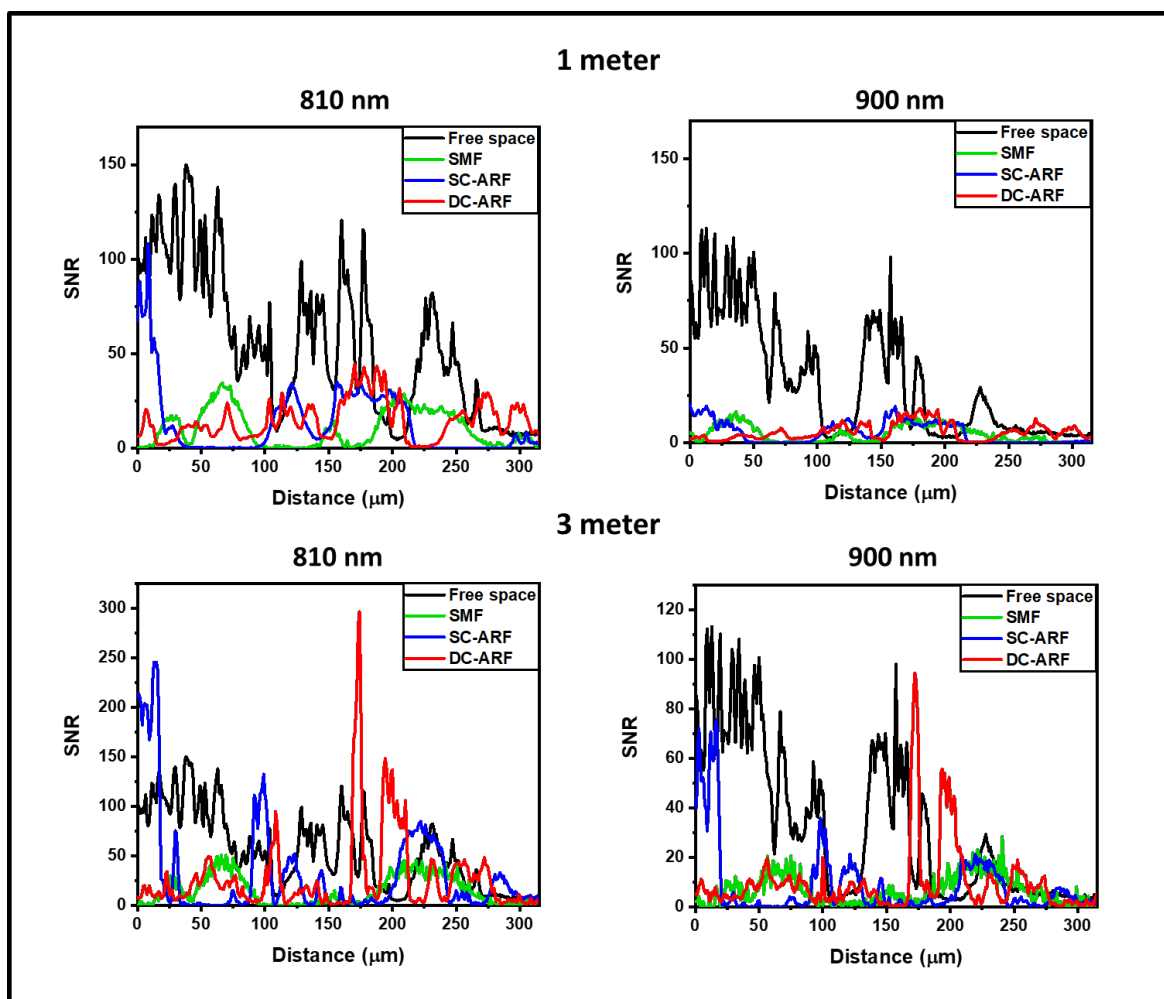 1 meter
810 nm
900 nm
150
100
50
0
SNR
Free space
SMF
SC-ARF
DC-ARF
0 50 100 150 200 250 300
Distance (μm)
150
100
50
0
SNR
Free space
SMF
SC-ARF
DC-ARF
0 50 100 150 200 250 300
Distance (μm)
3 meter
810 nm
900 nm
300
250
200
150
100
50
0
SNR
Free space
SMF
SC-ARF
DC-ARF
0 50 100 150 200 250 300
Distance (μm)
120
100
80
60
40
20
0
SNR
Free space
SMF
SC-ARF
DC-ARF
0 50 100 150 200 250 300
Distance (μm)